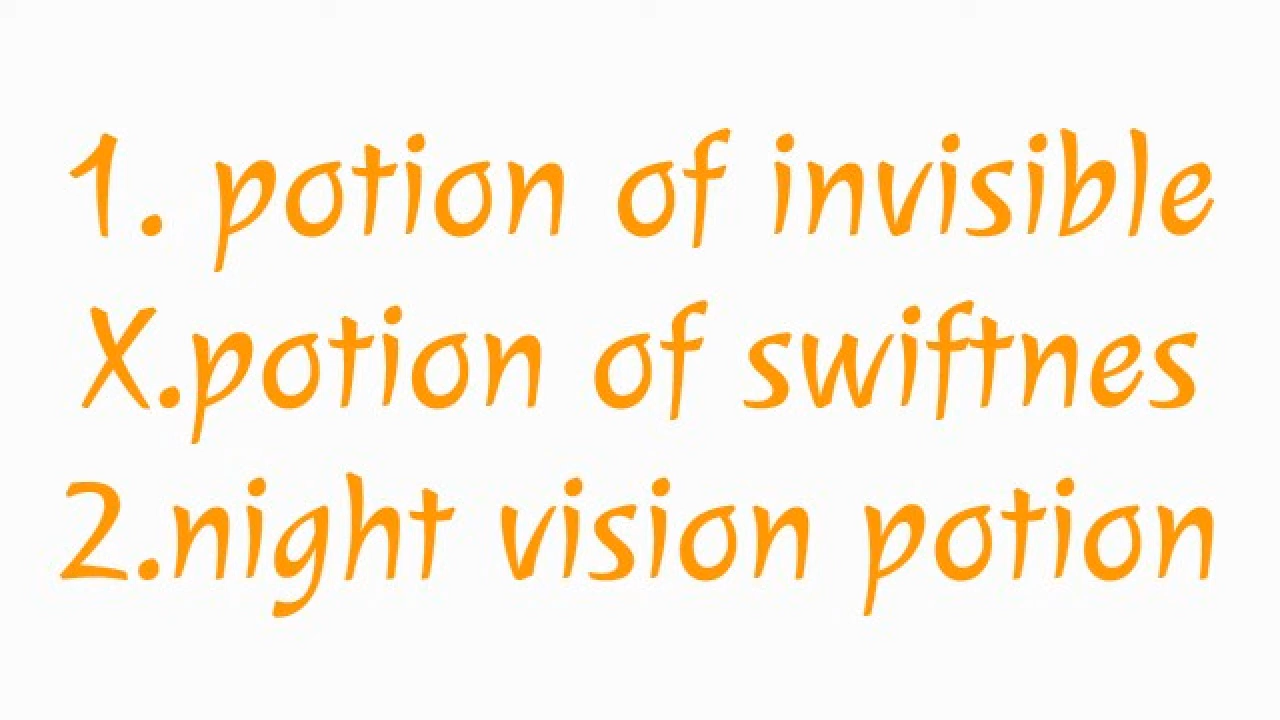 1. potion of invisible
X.potion of swiftnes
2.night vision potion